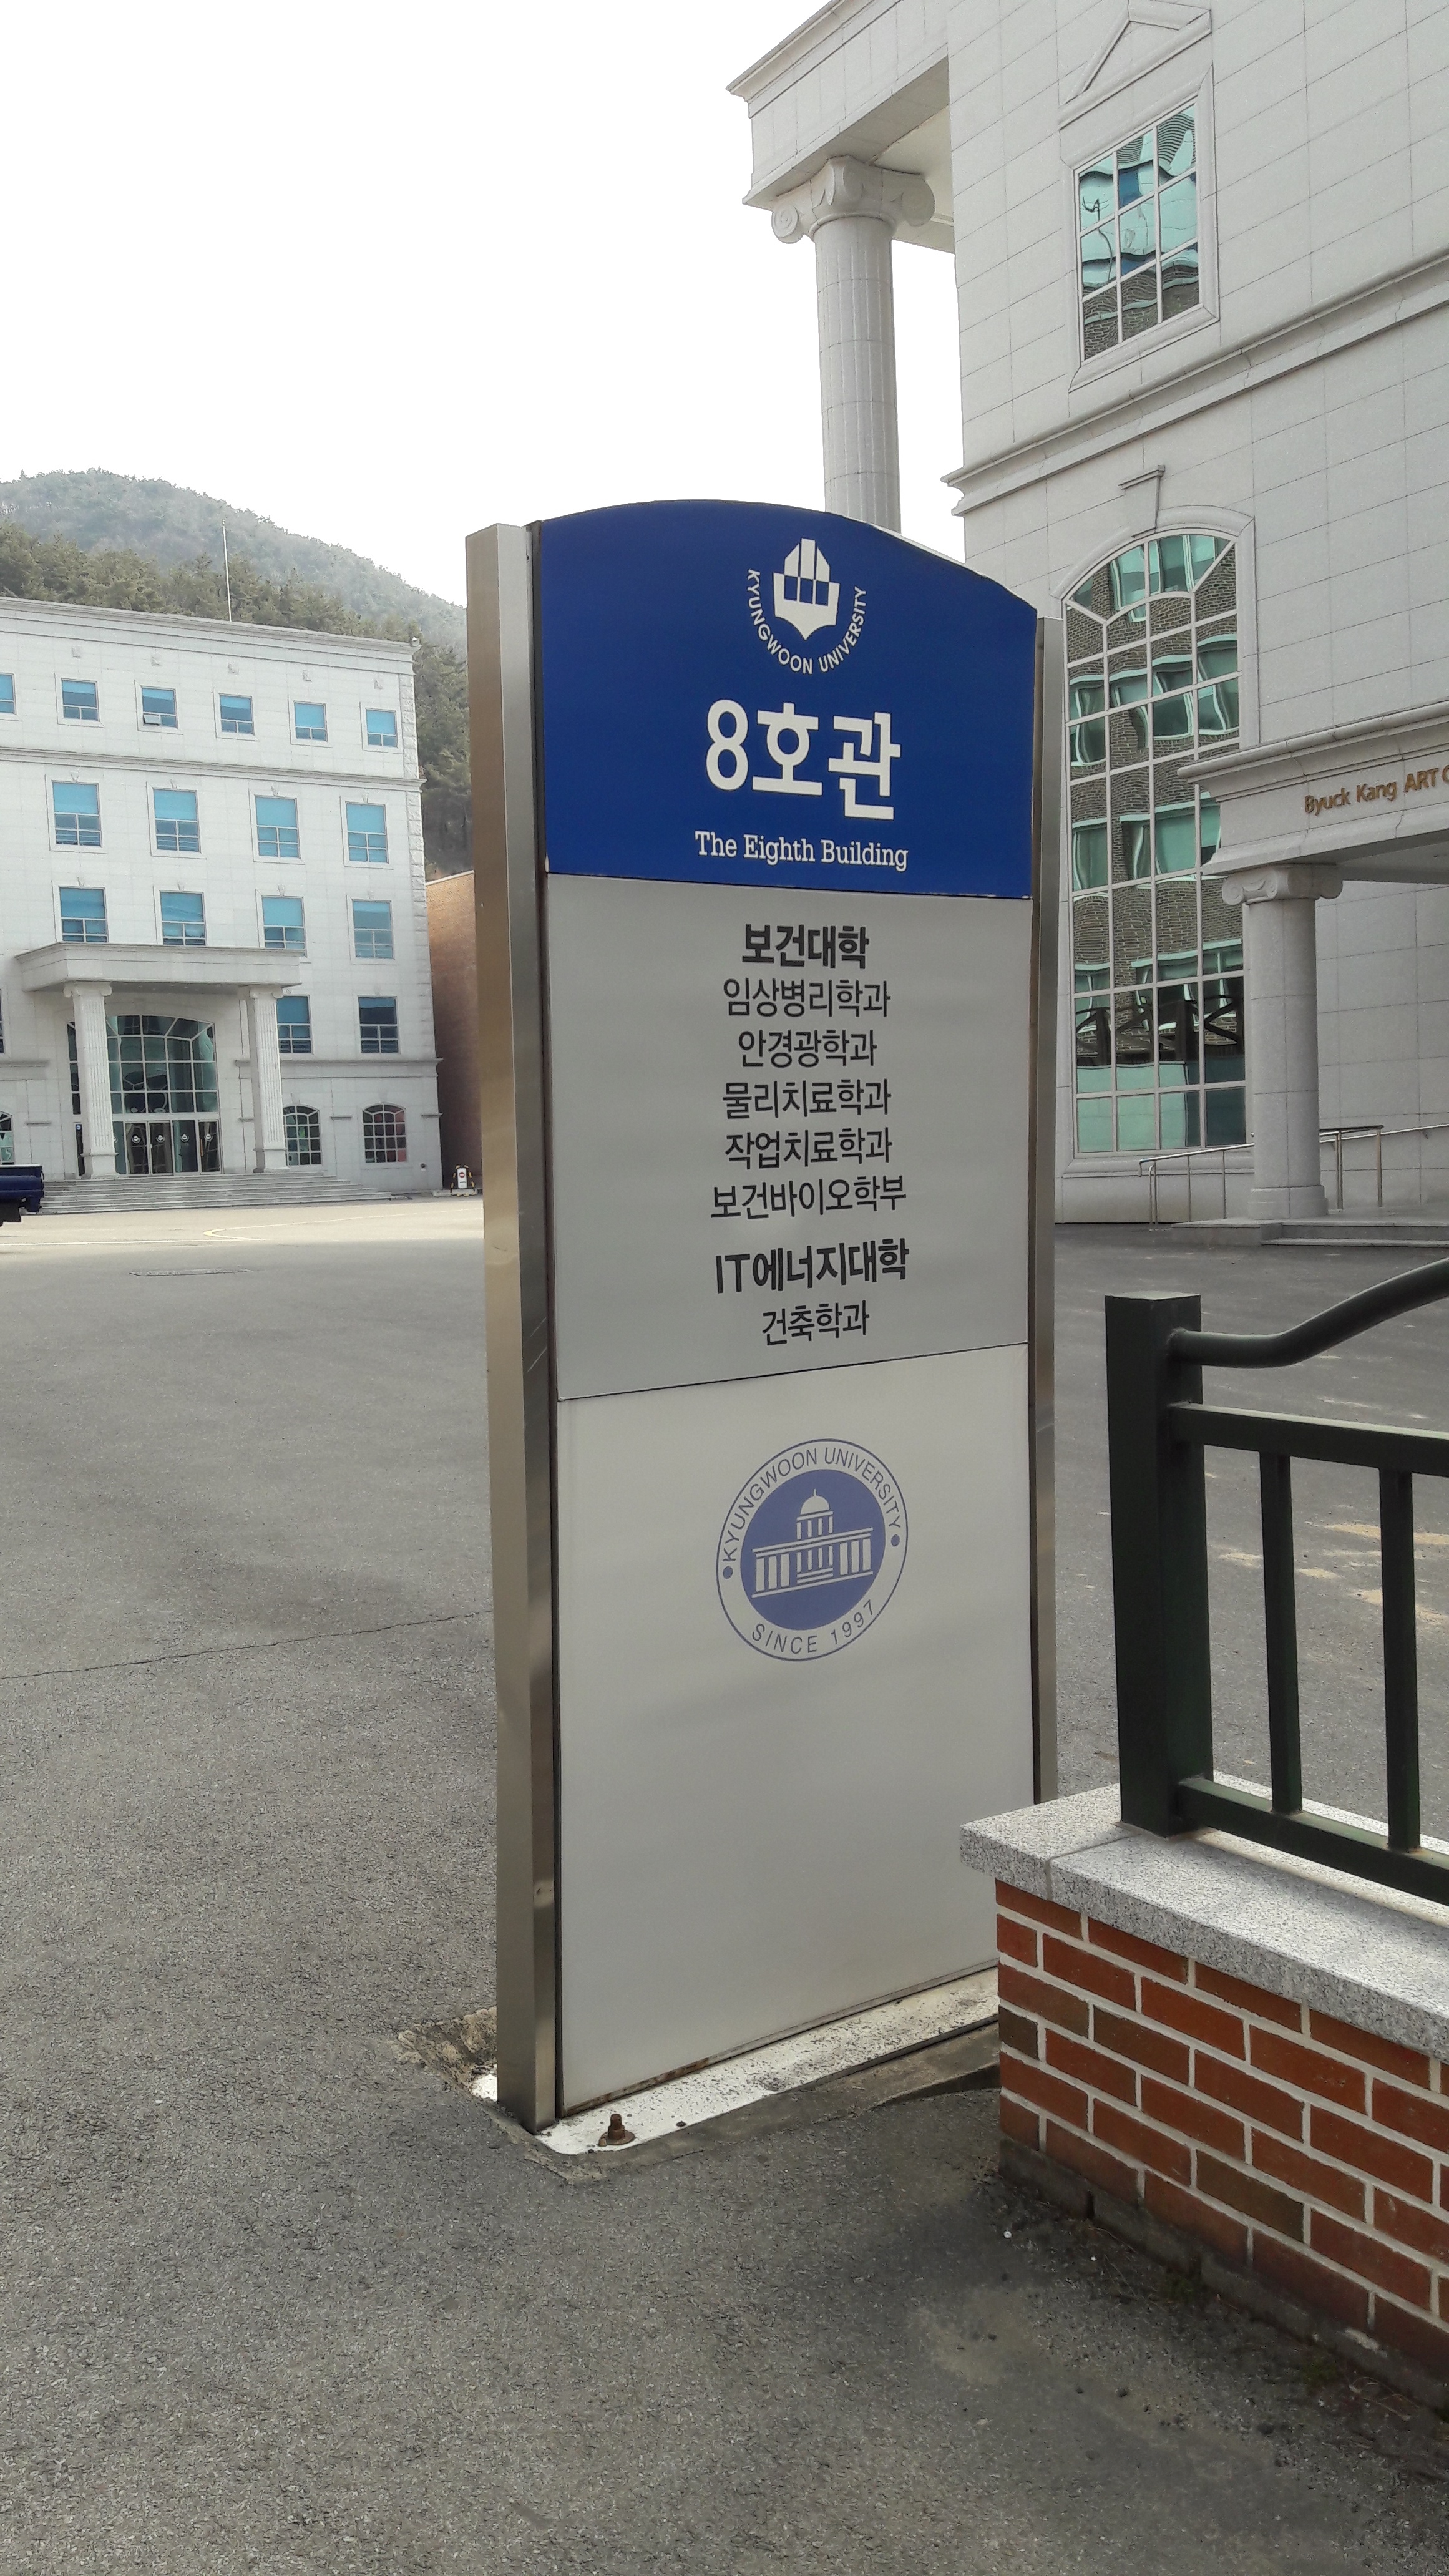 KYUNGWOON UNIVERSITY
8호관
The Eighth Building
보건대학
임상병리학과
안경광학과
물리치료학과
작업치료학과
보건바이오학부
IT에너지대학
건축학과
KYUNGWOON UNIVERSITY
SINCE 1997
Byuck Kang ART